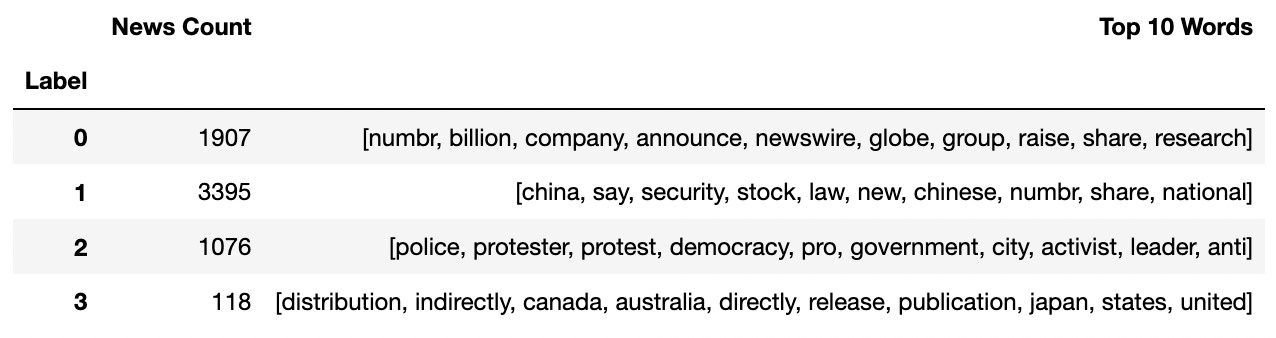 News Count Top 10 Words
Label
0 1907 [numbr, billion, company, announce, newswire, globe, group, raise, share, research]
1 3395 [china, say, security, stock, law, new, chinese, numbr, share, national]
2 1076 [police, protester, protest, democracy, pro, government, city, activist, leader, anti]
3 118 [distribution, indirectly, canada, australia, directly, release, publication, japan, states, united]